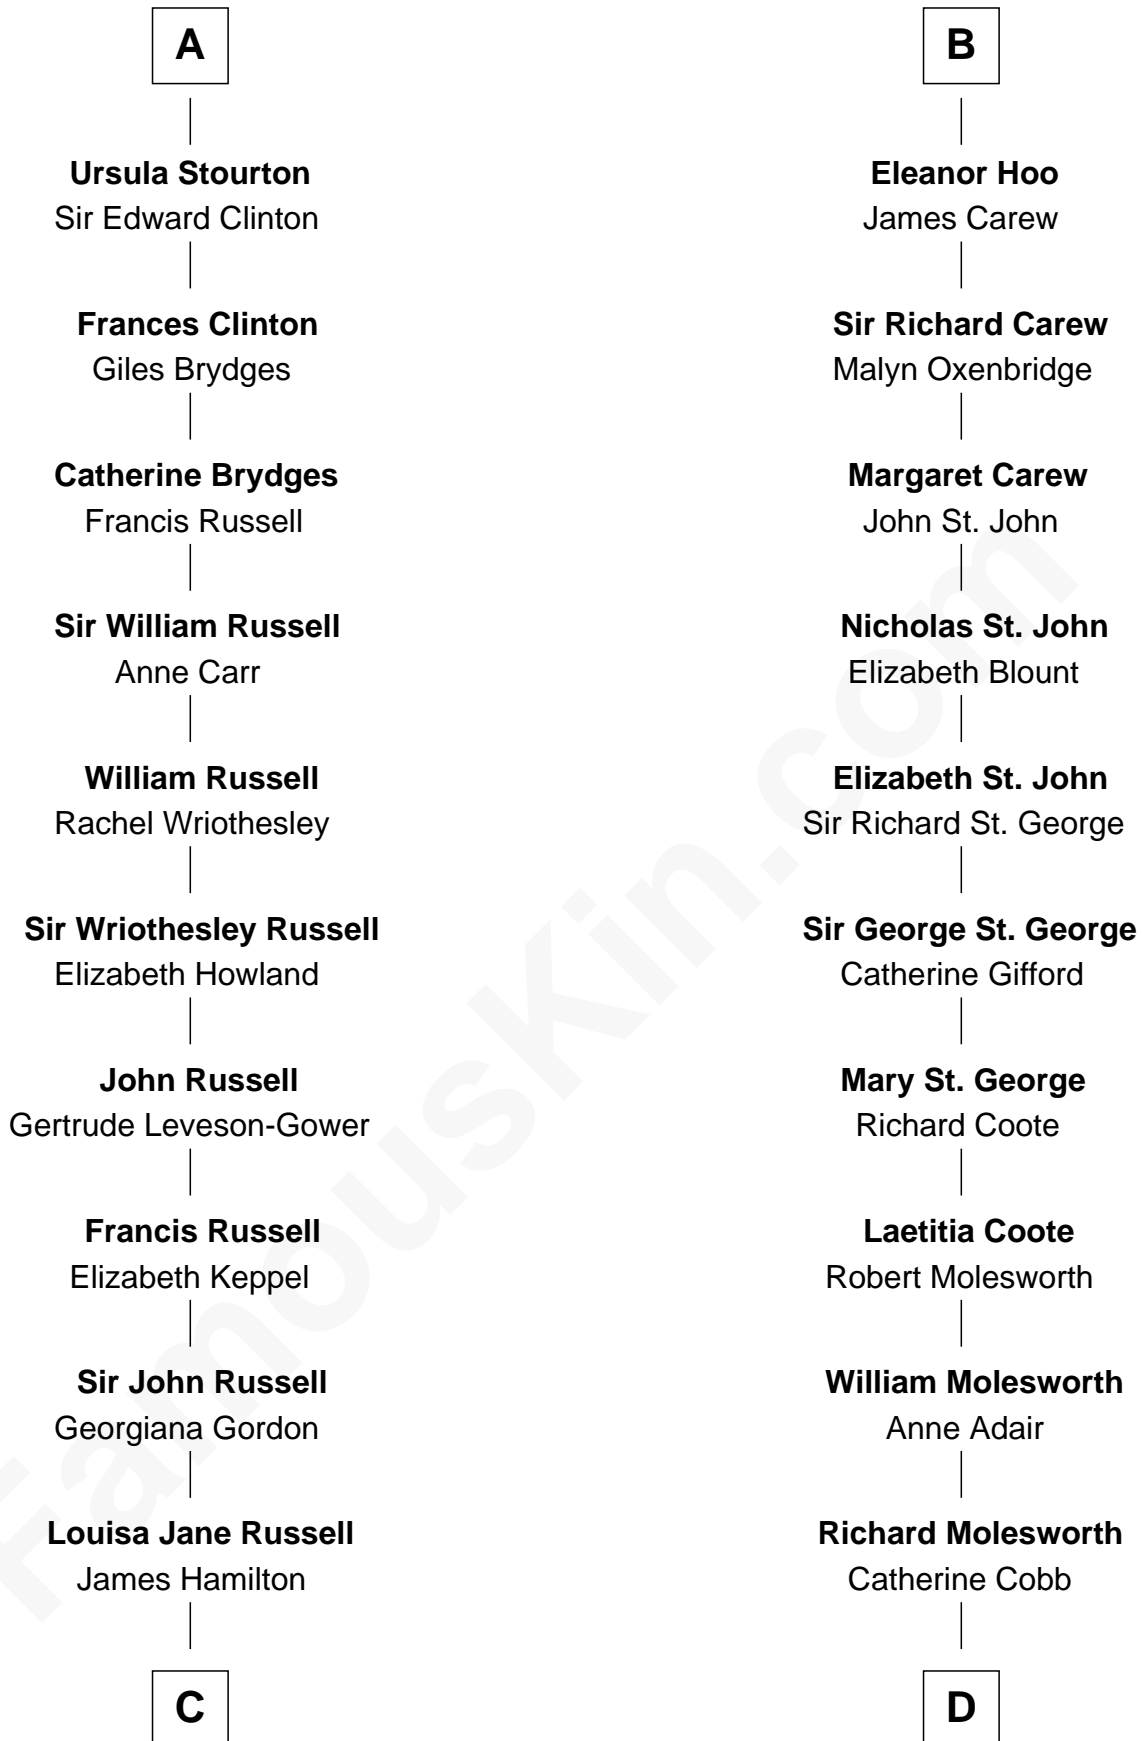 A
Ursula Stourton
Sir Edward Clinton
Frances Clinton
Giles Brydges
Catherine Brydges
Francis Russell
Sir William Russell
Anne Carr
William Russell
Rachel Wriothesley
Sir Wriothesley Russell
Elizabeth Howland
John Russell
Gertrude Leveson-Gower
Francis Russell
Elizabeth Keppel
Sir John Russell
Georgiana Gordon
Louisa Jane Russell
James Hamilton
C
B
Eleanor Hoo
James Carew
Sir Richard Carew
Malyn Oxenbridge
Margaret Carew
John St. John
Nicholas St. John
Elizabeth Blount
Elizabeth St. John
Sir Richard St. George
Sir George St. George
Catherine Gifford
Mary St. George
Richard Coote
Laetitia Coote
Robert Molesworth
William Molesworth
Anne Adair
Richard Molesworth
Catherine Cobb
D
FamousKin.com